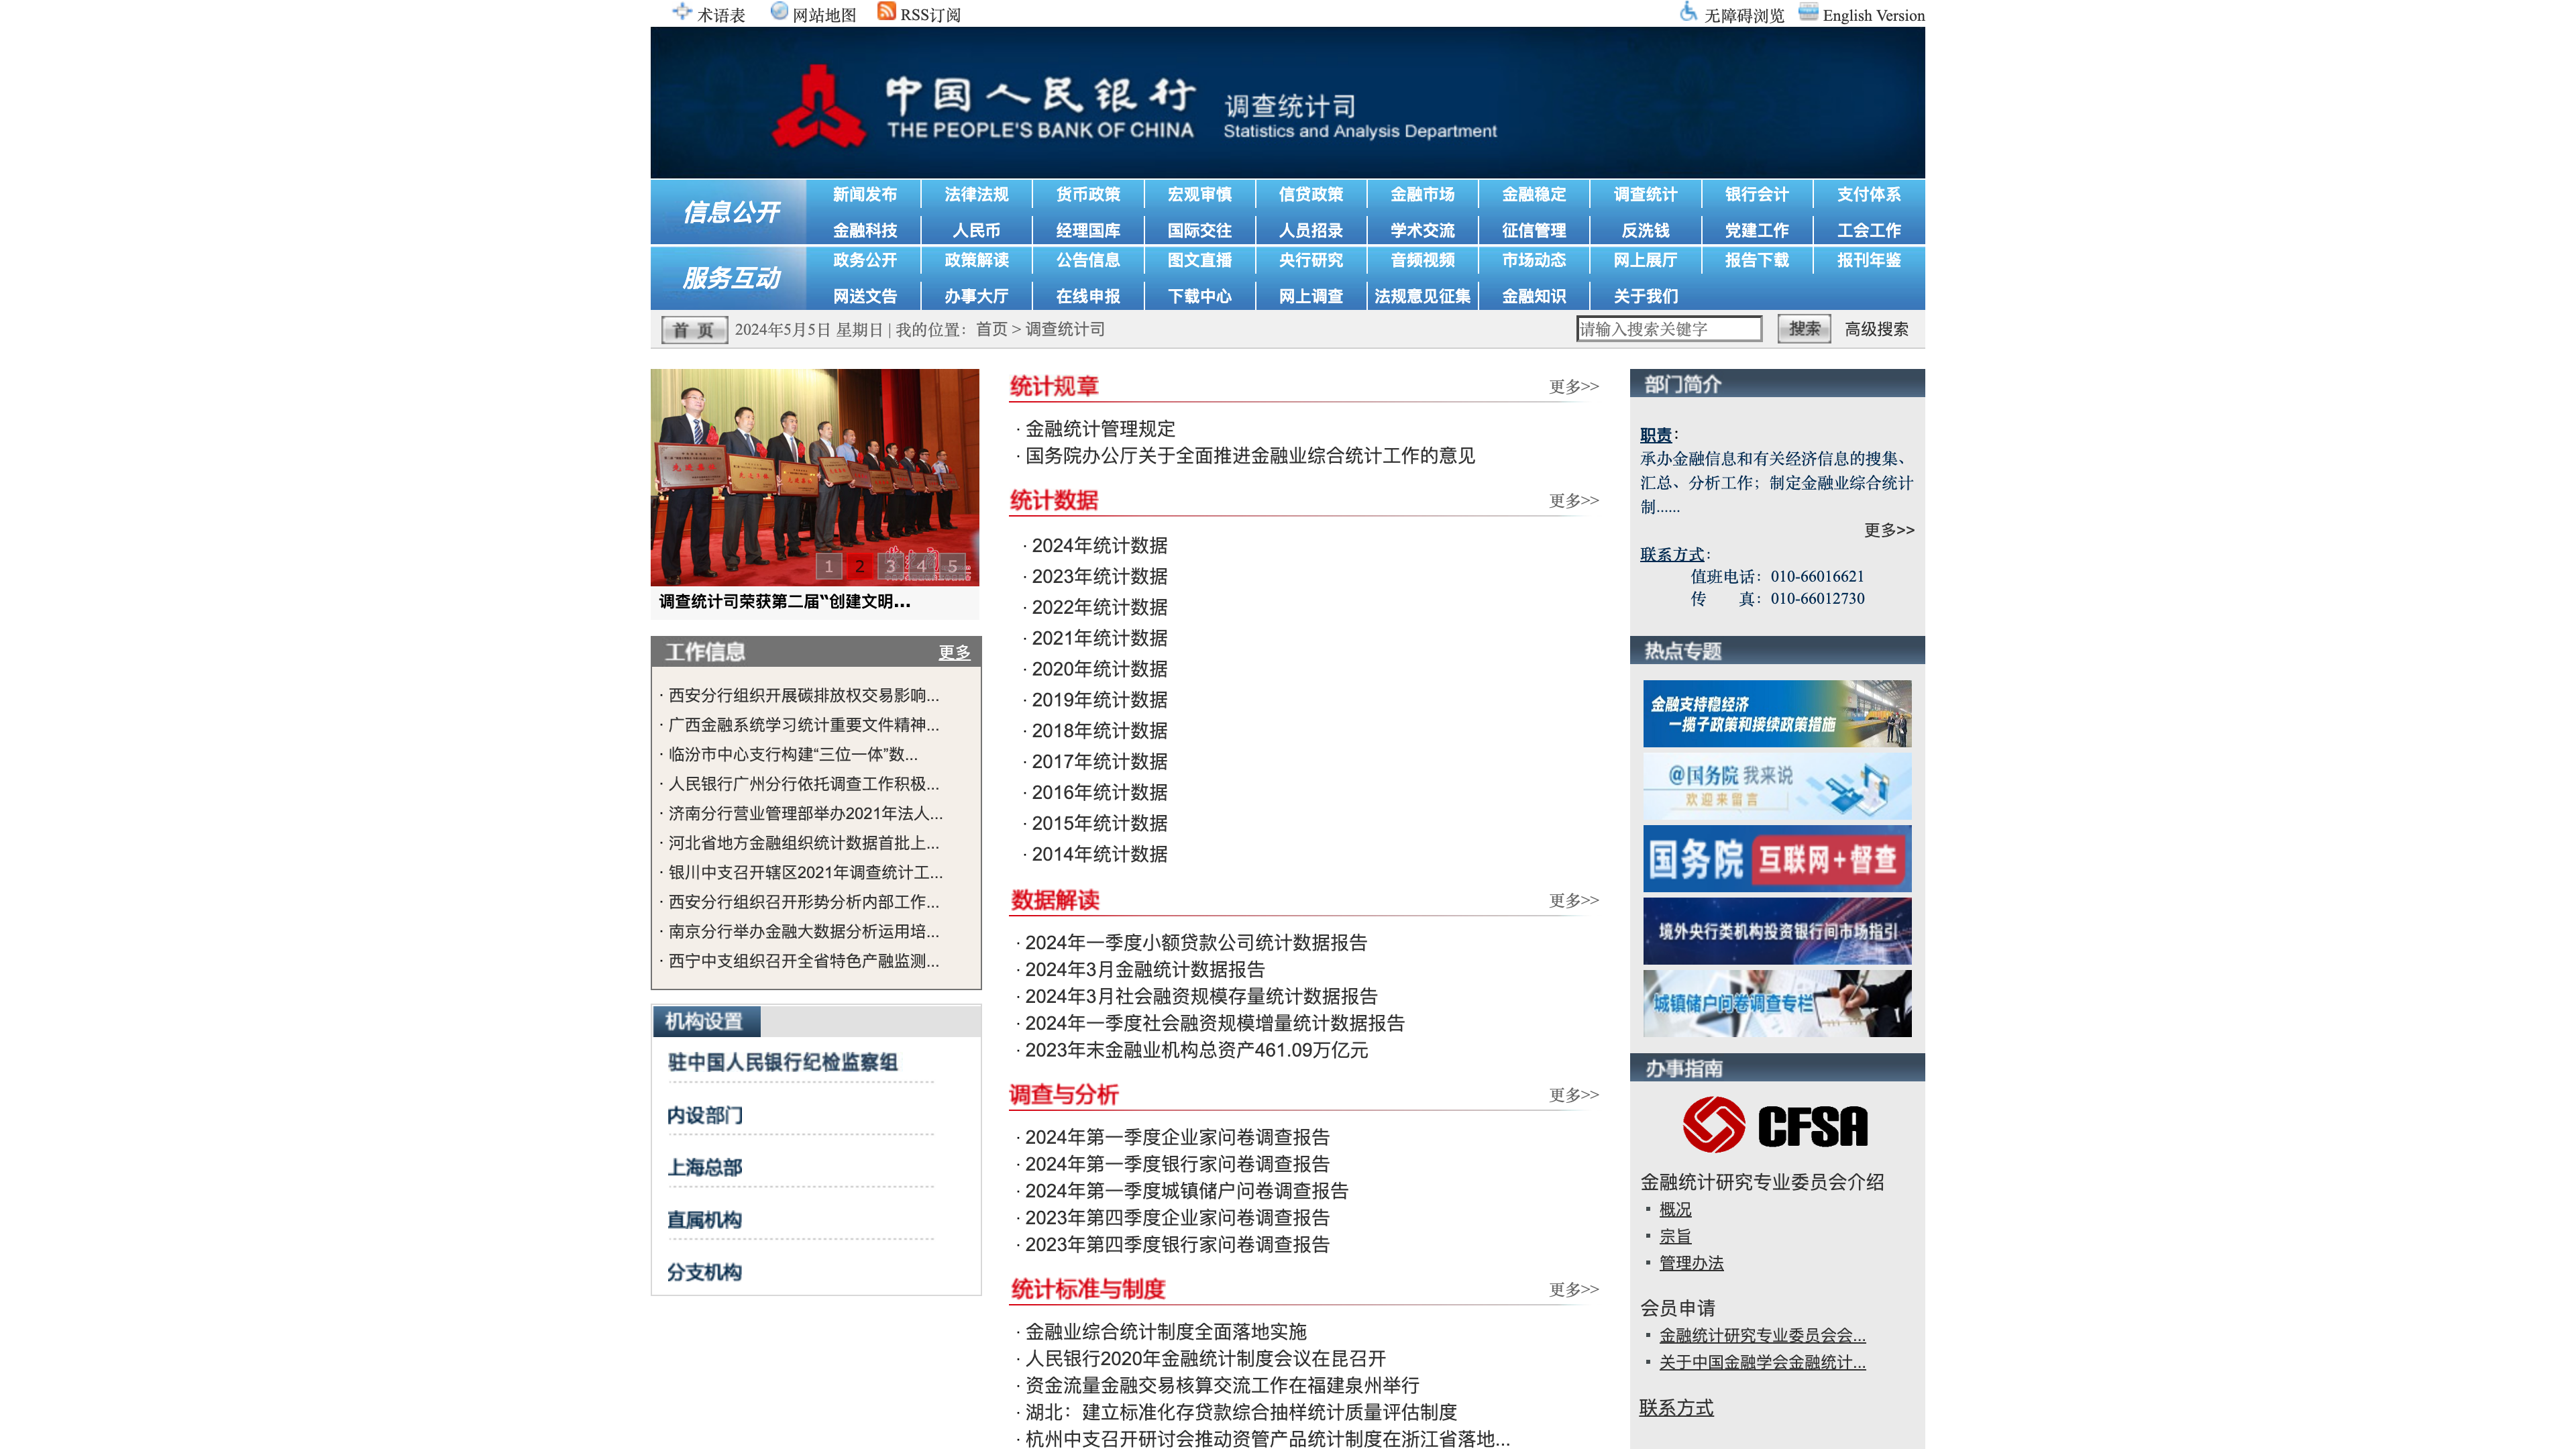 术语表 网站地图 RSS订阅 无障碍浏览 English Version
中国人民银行 调查统计司
THE PEOPLE'S BANK OF CHINA Statistics and Analysis Department
信息公开
新闻发布 法律法规 货币政策 宏观审慎 信贷政策 金融市场 金融稳定 调查统计 银行会计 支付体系
金融科技 人民币 经理国库 国际交往 人员招录 学术交流 征信管理 反洗钱 党建工作 工会工作
服务互动
政务公开 政策解读 公告信息 图文直播 央行研究 音频视频 市场动态 网上展厅 报告下载 报刊年鉴
网送文告 办事大厅 在线申报 下载中心 网上调查 法规意见征集 金融知识 关于我们
首 页 2024年5月5日 星期日 | 我的位置：首页 > 调查统计司 请输入搜索关键字 搜索 高级搜索
1 2 3 4 5
调查统计司荣获第二届“创建文明...
工作信息 更多
· 西安分行组织开展碳排放权交易影响...
· 广西金融系统学习统计重要文件精神...
· 临汾市中心支行构建“三位一体”数...
· 人民银行广州分行依托调查工作积极...
· 济南分行营业管理部举办2021年法人...
· 河北省地方金融组织统计数据首批上...
· 银川中支召开辖区2021年调查统计工...
· 西安分行组织召开形势分析内部工作...
· 南京分行举办金融大数据分析运用培...
· 西宁中支组织召开全省特色产融监测...
机构设置
驻中国人民银行纪检监察组
内设部门
上海总部
直属机构
分支机构
统计规章 更多>>
· 金融统计管理规定
· 国务院办公厅关于全面推进金融业综合统计工作的意见
统计数据 更多>>
· 2024年统计数据
· 2023年统计数据
· 2022年统计数据
· 2021年统计数据
· 2020年统计数据
· 2019年统计数据
· 2018年统计数据
· 2017年统计数据
· 2016年统计数据
· 2015年统计数据
· 2014年统计数据
数据解读 更多>>
· 2024年一季度小额贷款公司统计数据报告
· 2024年3月金融统计数据报告
· 2024年3月社会融资规模存量统计数据报告
· 2024年一季度社会融资规模增量统计数据报告
· 2023年末金融业机构总资产461.09万亿元
调查与分析 更多>>
· 2024年第一季度企业家问卷调查报告
· 2024年第一季度银行家问卷调查报告
· 2024年第一季度城镇储户问卷调查报告
· 2023年第四季度企业家问卷调查报告
· 2023年第四季度银行家问卷调查报告
统计标准与制度 更多>>
· 金融业综合统计制度全面落地实施
· 人民银行2020年金融统计制度会议在昆召开
· 资金流量金融交易核算交流工作在福建泉州举行
· 湖北：建立标准化存贷款综合抽样统计质量评估制度
· 杭州中支召开研讨会推动资管产品统计制度在浙江省落地...
部门简介
职责：
承办金融信息和有关经济信息的搜集、
汇总、分析工作；制定金融业综合统计
制......
更多>>
联系方式：
值班电话：010-66016621
传 真：010-66012730
热点专题
金融支持稳经济
一揽子政策和接续政策措施
@国务院 我来说
欢迎来留言
国务院 互联网+督查
境外央行类机构投资银行间市场指引
城镇储户问卷调查专栏
办事指南
CFSA
金融统计研究专业委员会介绍
概况
宗旨
管理办法
会员申请
金融统计研究专业委员会会...
关于中国金融学会金融统计...
联系方式